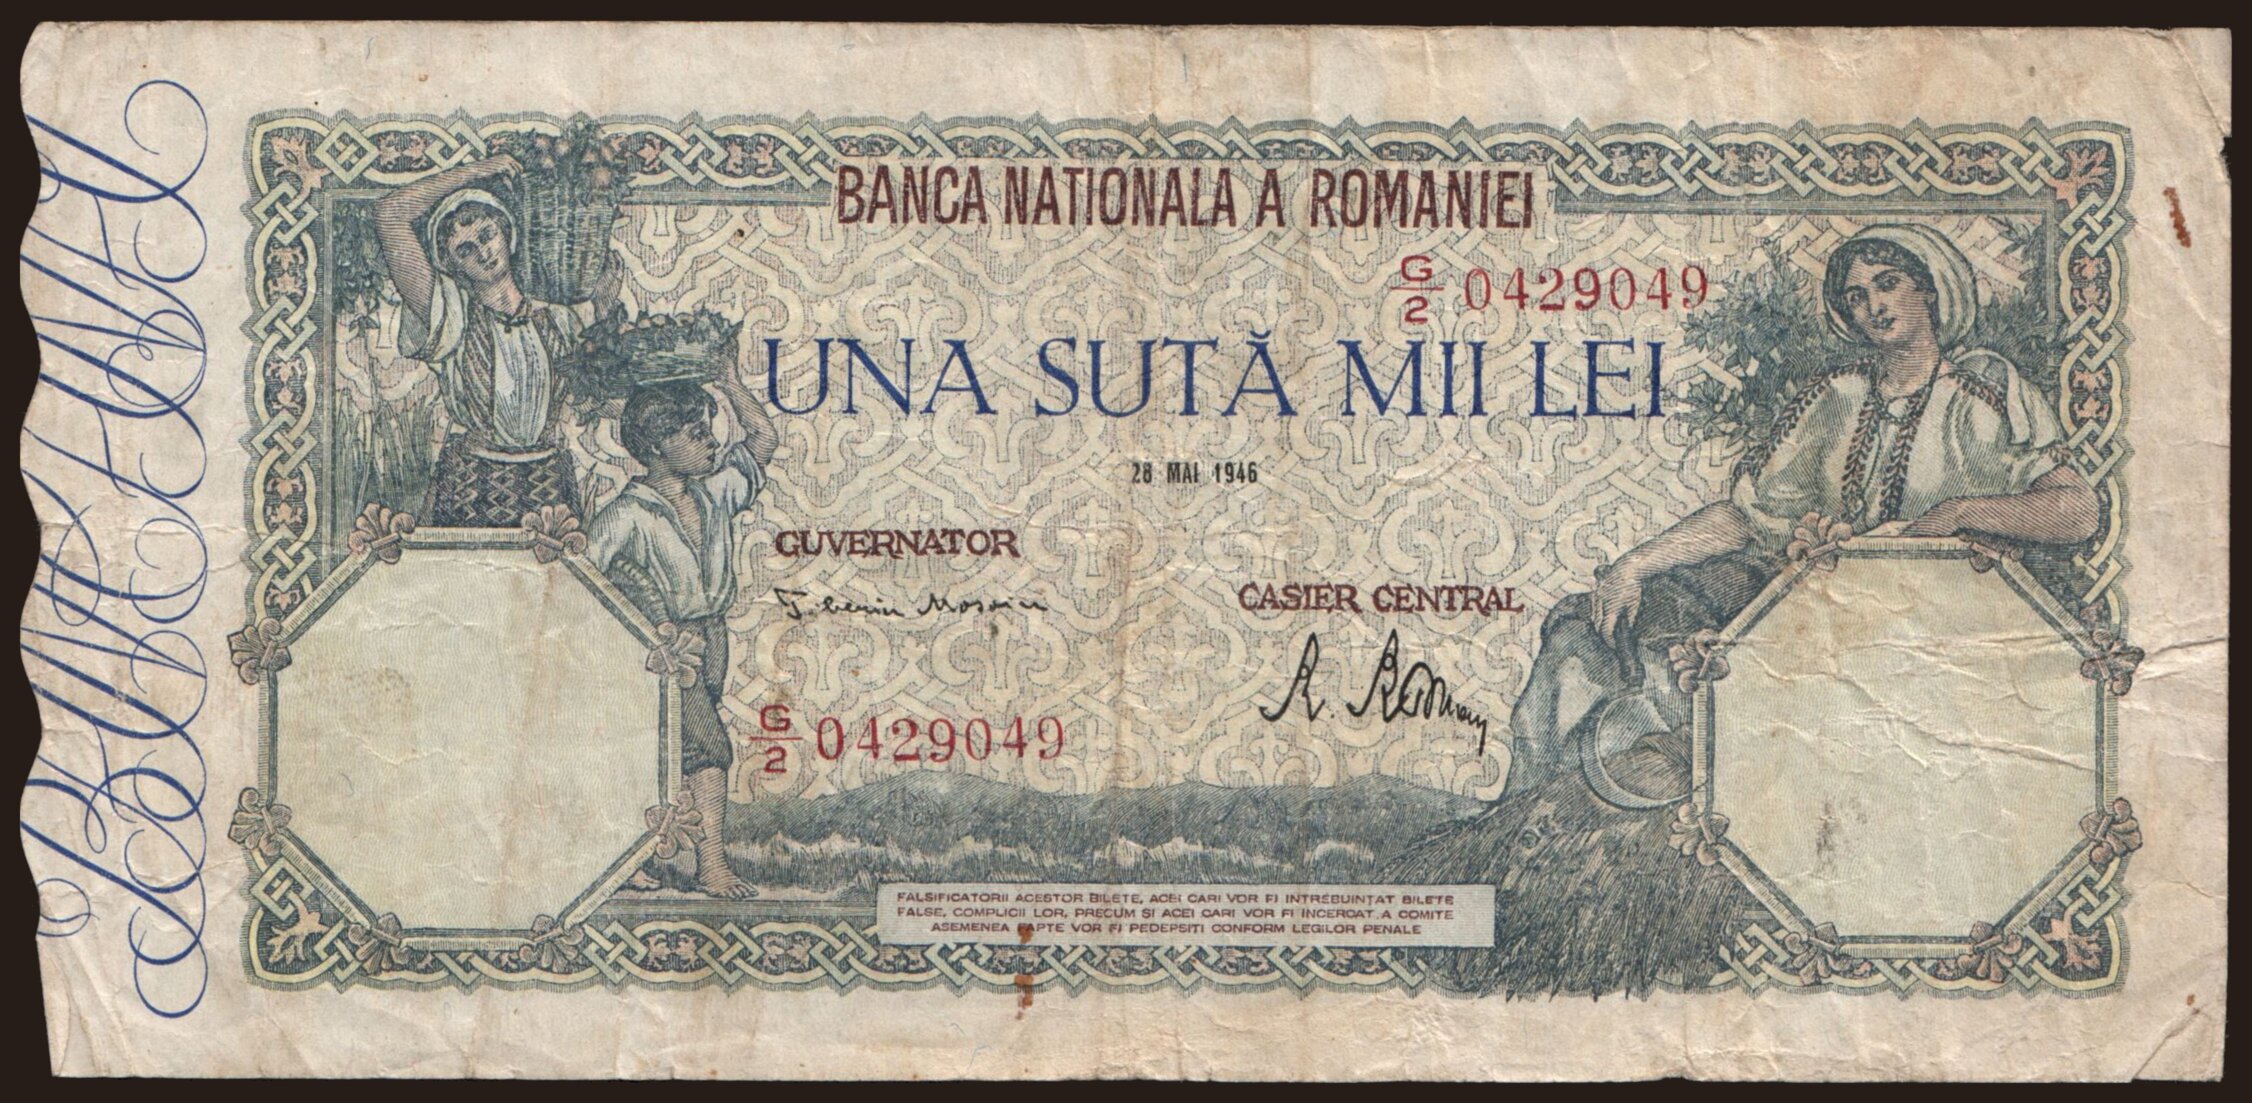 BANCA NATIONALA A ROMANIEI
G/2 0429049
UNA SUTĂ MII LEI
28 MAI 1946
GUVERNATOR
CASIER CENTRAL
G/2 0429049
FALSIFICATORII ACESTOR BILETE, ACEI CARI VOR FI INTREBUINȚAT BILETE
FALSE, COMPLICII LOR, PRECUM SI ACEI CARI VOR FI INCERCAT A COMITE
ASEMENEA FAPTE VOR FI PEDEPSITI CONFORM LEGILOR PENALE